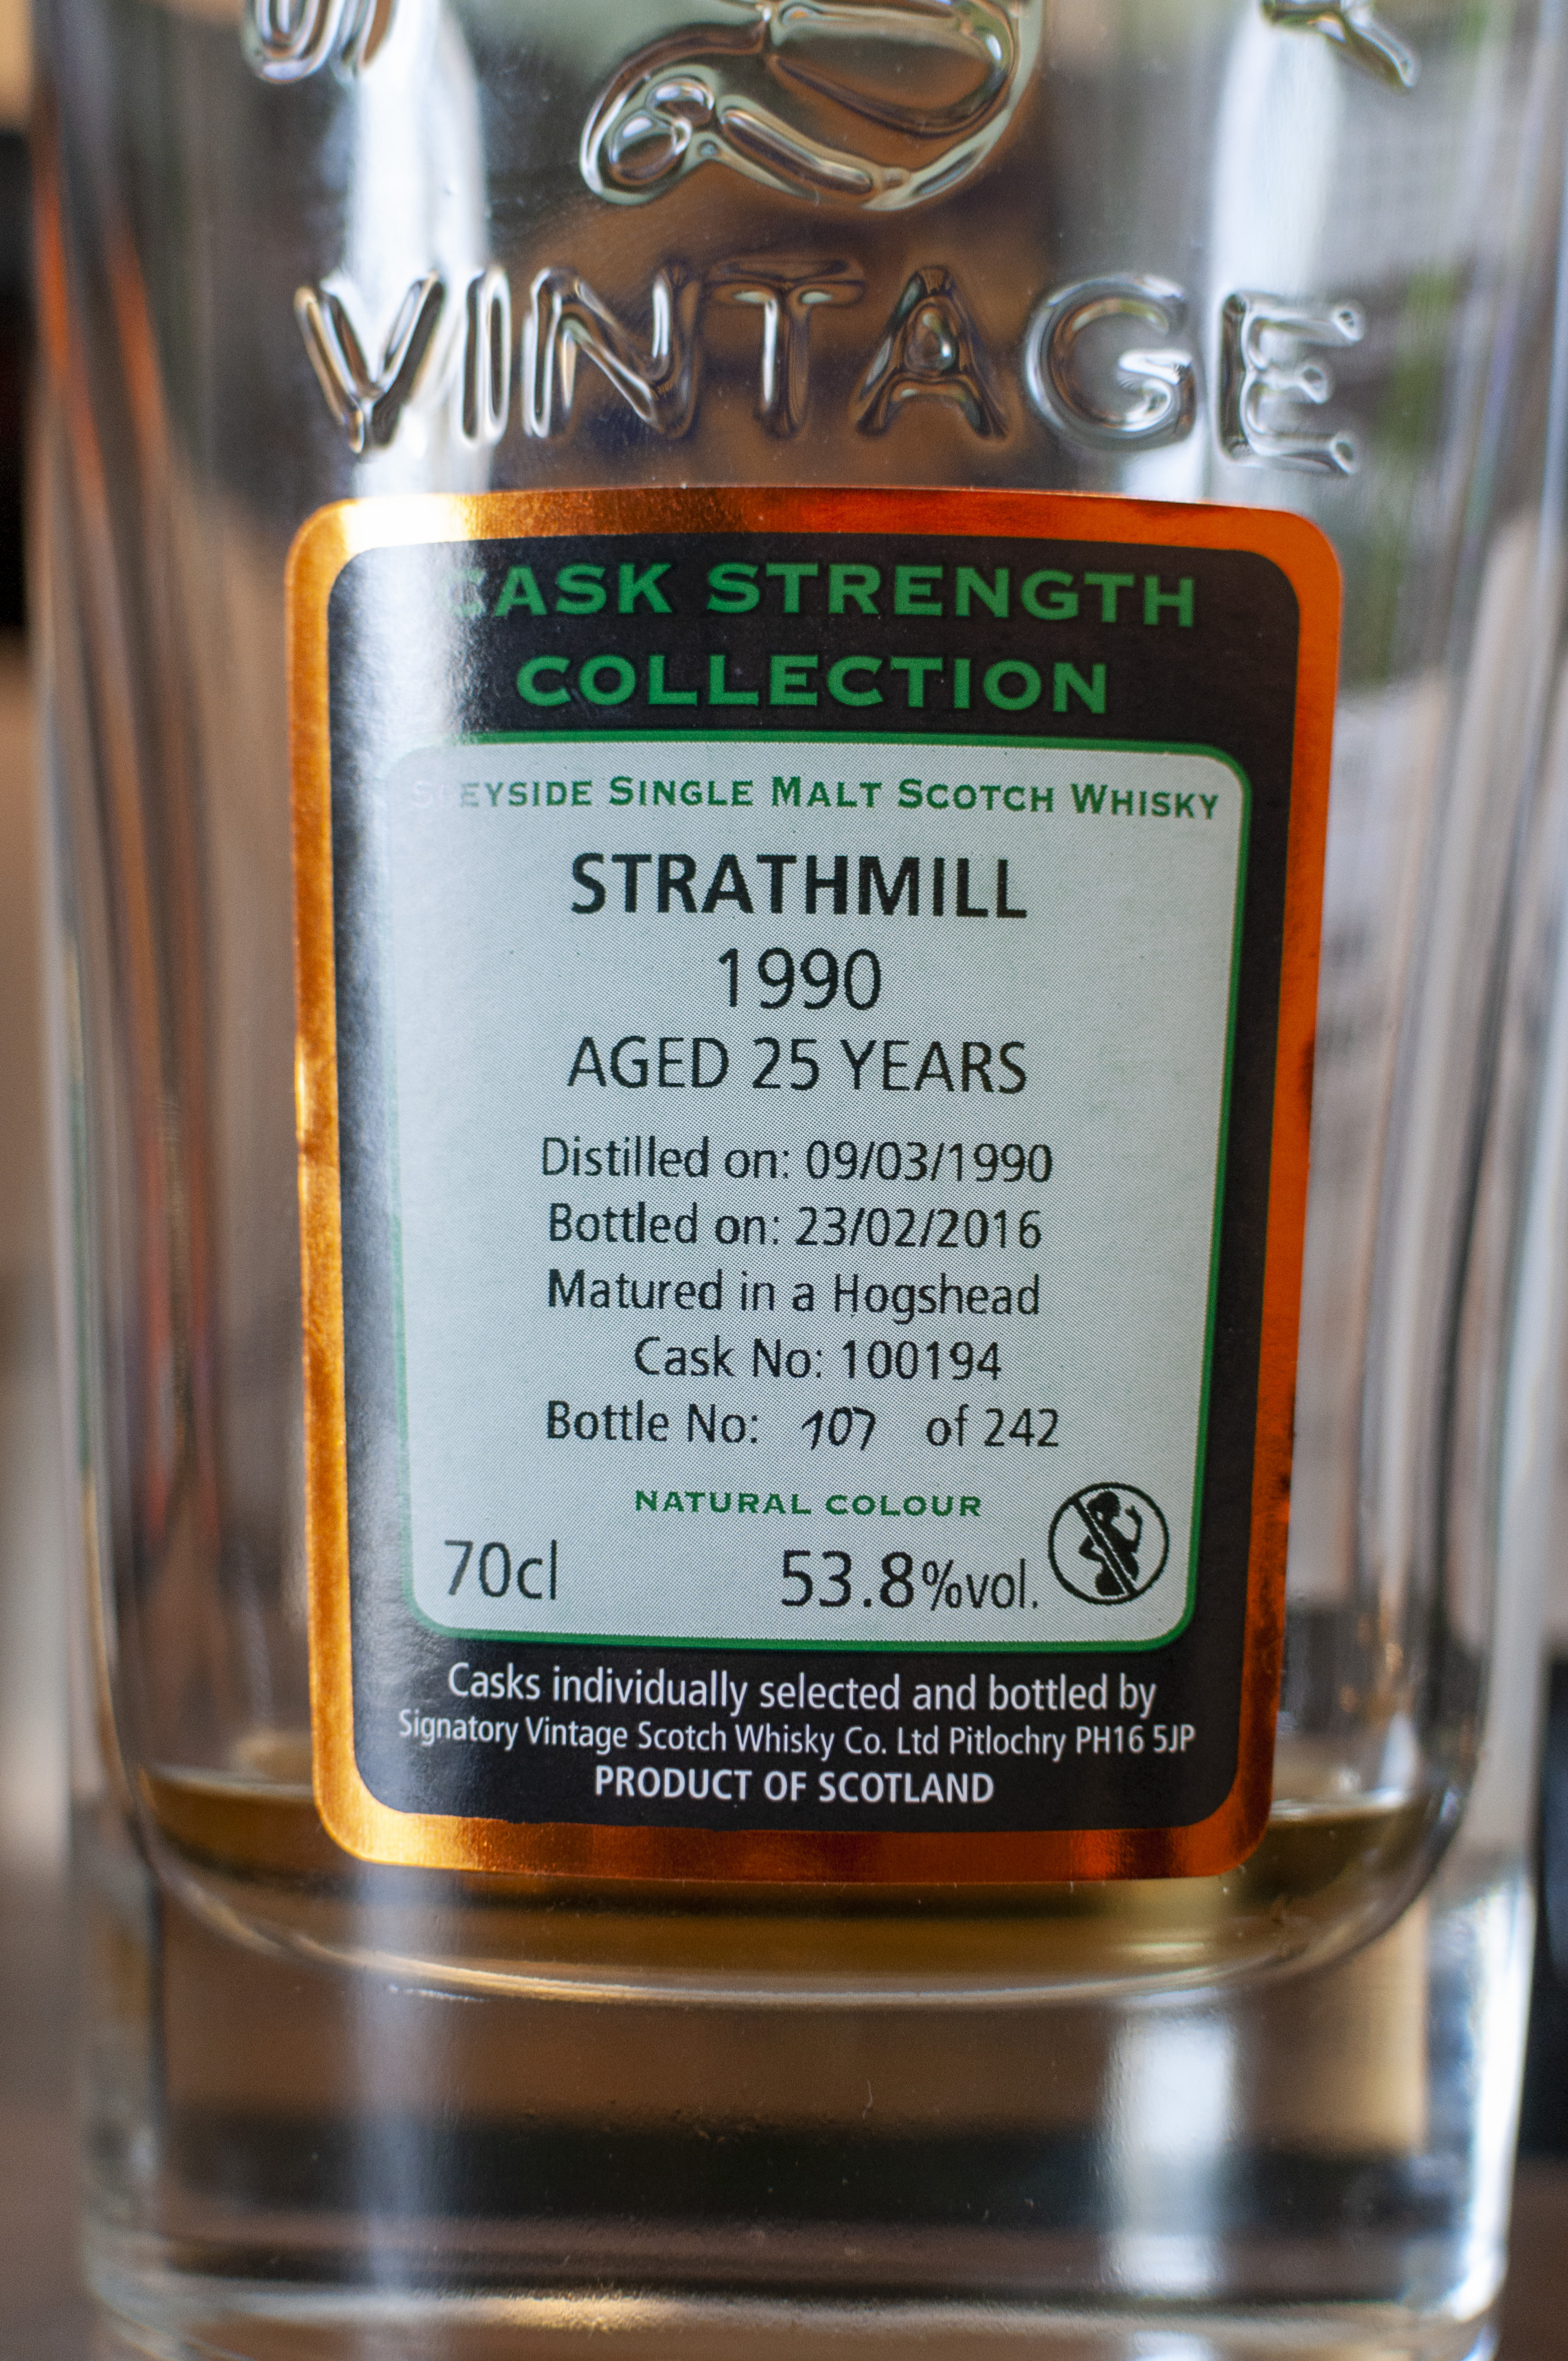 VINTAGE
CASK STRENGTH
COLLECTION
SPEYSIDE SINGLE MALT SCOTCH WHISKY
STRATHMILL
1990
AGED 25 YEARS
Distilled on: 09/03/1990
Bottled on: 23/02/2016
Matured in a Hogshead
Cask No: 100194
Bottle No: 107 of 242
NATURAL COLOUR
70cl 53.8%vol.
Casks individually selected and bottled by
Signatory Vintage Scotch Whisky Co. Ltd Pitlochry PH16 5JP
PRODUCT OF SCOTLAND